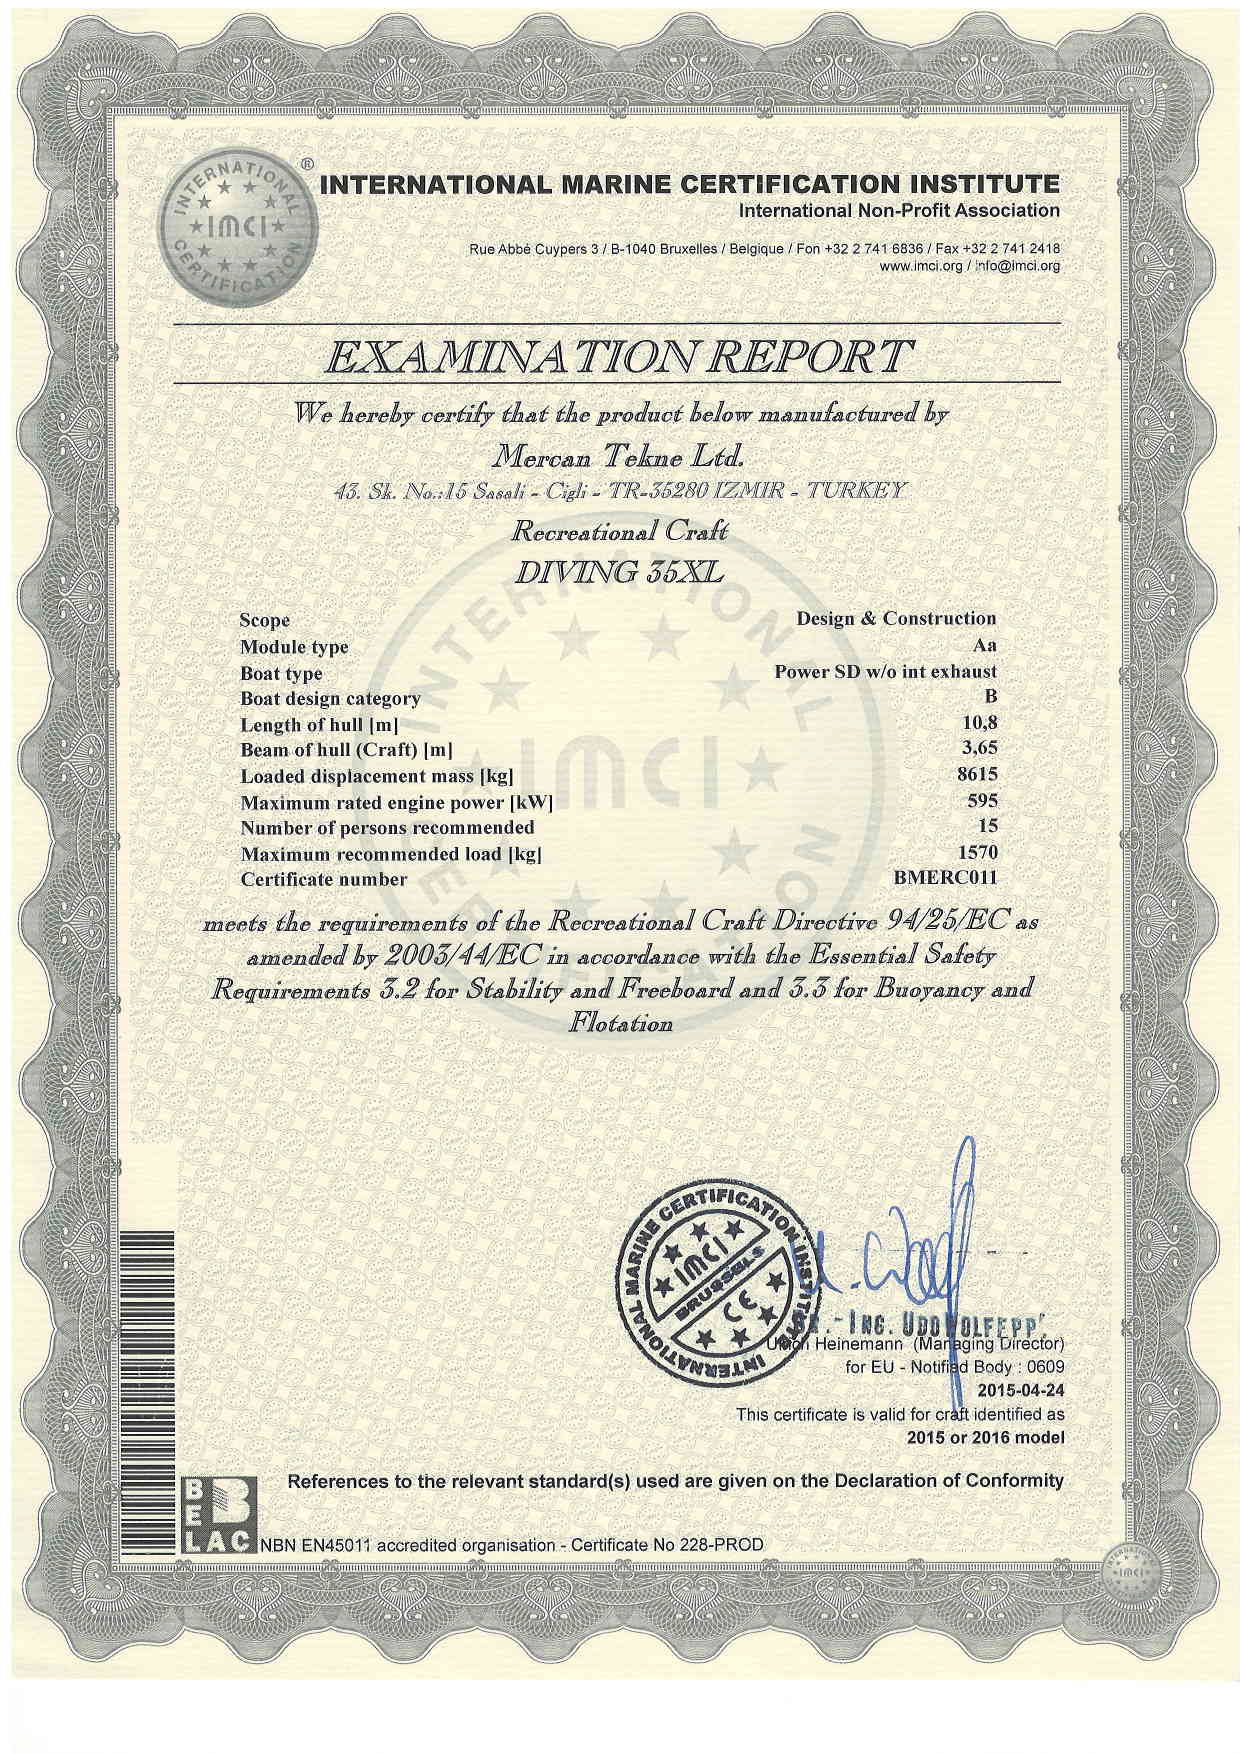 INTERNATIONAL CERTIFICATION IMCI ®
INTERNATIONAL MARINE CERTIFICATION INSTITUTE
International Non-Profit Association
Rue Abbé Cuypers 3 / B-1040 Bruxelles / Belgique / Fon +32 2 741 6836 / Fax +32 2 741 2418
www.imci.org / info@imci.org
EXAMINATION REPORT
We hereby certify that the product below manufactured by
Mercan Tekne Ltd.
43. Sk. No.:15 Sasali - Cigli - TR-35280 IZMIR - TURKEY
Recreational Craft
DIVING 35XL
INTERNATIONAL CERTIFICATION IMCI
Scope Design & Construction
Module type Aa
Boat type Power SD w/o int exhaust
Boat design category B
Length of hull [m] 10,8
Beam of hull (Craft) [m] 3,65
Loaded displacement mass [kg] 8615
Maximum rated engine power [kW] 595
Number of persons recommended 15
Maximum recommended load [kg] 1570
Certificate number BMERC011
meets the requirements of the Recreational Craft Directive 94/25/EC as
amended by 2003/44/EC in accordance with the Essential Safety
Requirements 3.2 for Stability and Freeboard and 3.3 for Buoyancy and
Flotation
INTERNATIONAL MARINE CERTIFICATION INSTITUTE
IMCI
BRUSSELS
CE
-ING. UDO
Heinemann (Managing Director)
for EU - Notified Body : 0609
2015-04-24
This certificate is valid for craft identified as
2015 or 2016 model
References to the relevant standard(s) used are given on the Declaration of Conformity
BELAC
NBN EN45011 accredited organisation - Certificate No 228-PROD
IMCI